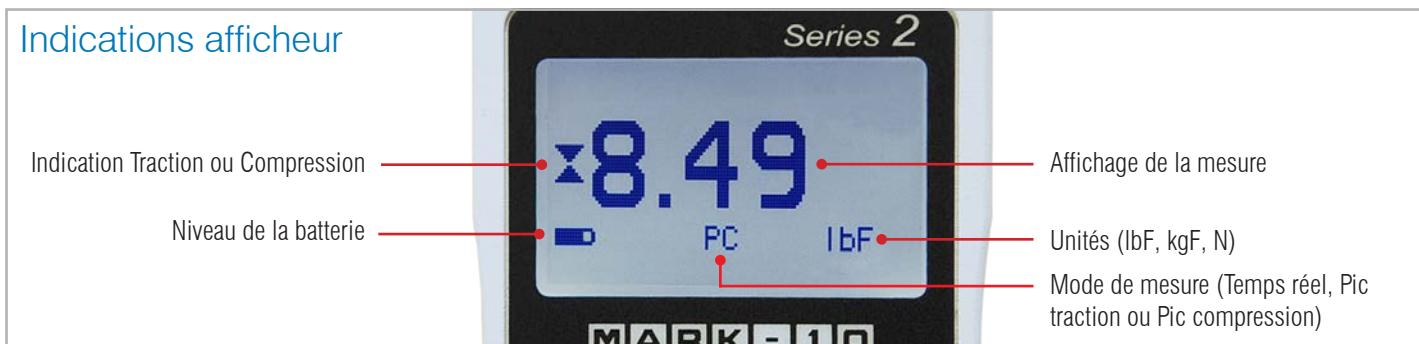 Indications afficheur
Series 2
Indication Traction ou Compression
8.49
Affichage de la mesure
Niveau de la batterie
PC
lbF
Unités (lbF, kgF, N)
Mode de mesure (Temps réel, Pic
traction ou Pic compression)
MARK-10